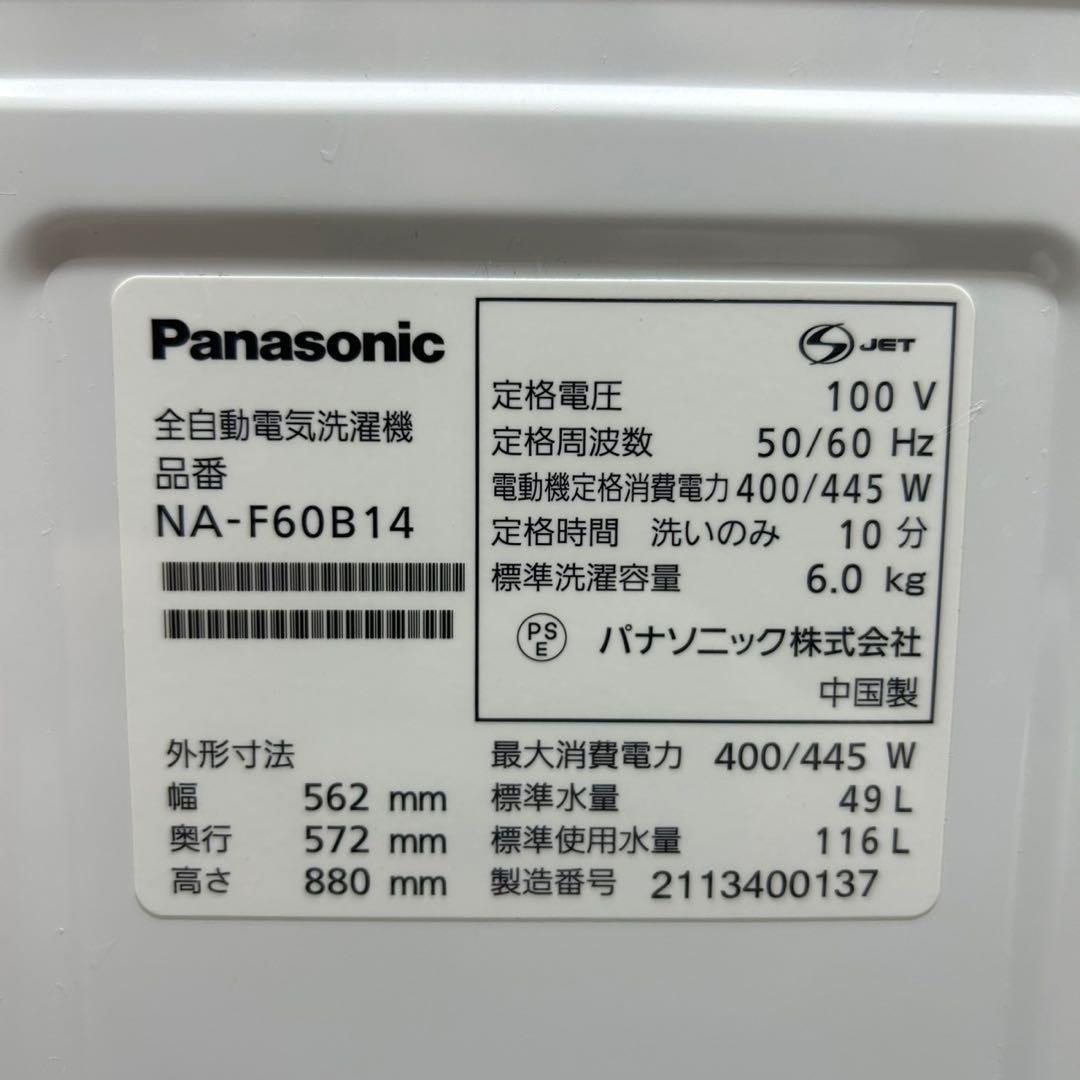 Panasonic
全自動電気洗濯機
品番
NA-F60B14
S JET
定格電圧 100 V
定格周波数 50/60 Hz
電動機定格消費電力 400/445 W
定格時間 洗いのみ 10 分
標準洗濯容量 6.0 kg
PS E パナソニック株式会社
中国製
外形寸法
幅 562 mm
奥行 572 mm
高さ 880 mm
最大消費電力 400/445 W
標準水量 49 L
標準使用水量 116 L
製造番号 2113400137